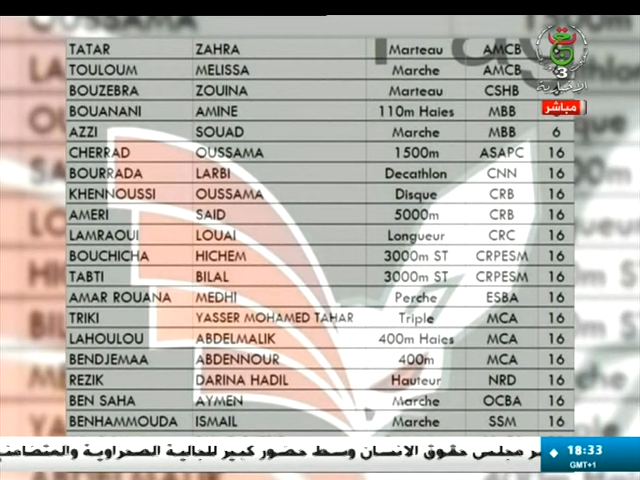 TATAR ZAHRA Marteau AMCB
TOULOUM MELISSA Marche AMCB
BOUZEBRA ZOUINA Marteau CSHB
BOUANANI AMINE 110m Haies MBB
AZZI SOUAD Marche MBB 6
CHERRAD OUSSAMA 1500m ASAPC 16
BOURRADA LARBI Decathlon CNN 16
KHENNOUSSI OUSSAMA Disque CRB 16
AMERI SAID 5000m CRB 16
LAMRAOUI LOUAI Longueur CRC 16
BOUCHICHA HICHEM 3000m ST CRPESM 16
TABTI BILAL 3000m ST CRPESM 16
AMAR ROUANA MEDHI Perche ESBA 16
TRIKI YASSER MOHAMED TAHAR Triple MCA 16
LAHOULOU ABDELMALIK 400m Haies MCA 16
BENDJEMAA ABDENNOUR 400m MCA 16
REZIK DARINA HADIL Hauteur NRD 16
BEN SAHA AYMEN Marche OCBA 16
BENHAMMOUDA ISMAIL Marche SSM 16
3
الإخبارية
مباشر
مجلس حقوق الانسان وسط حضور كبير للجالية الصحراوية والمتضامني
18:33
GMT+1